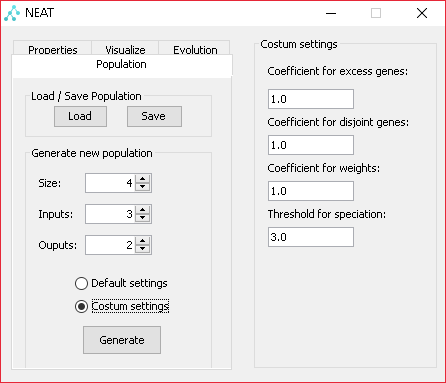 NEAT
Properties
Visualize
Evolution
Population
Load / Save Population
Load
Save
Generate new population
Size:
4
Inputs:
3
Ouputs:
2
Default settings
Costum settings
Generate
Costum settings
Coefficient for excess genes:
1.0
Coefficient for disjoint genes:
1.0
Coefficient for weights:
1.0
Threshold for speciation:
3.0